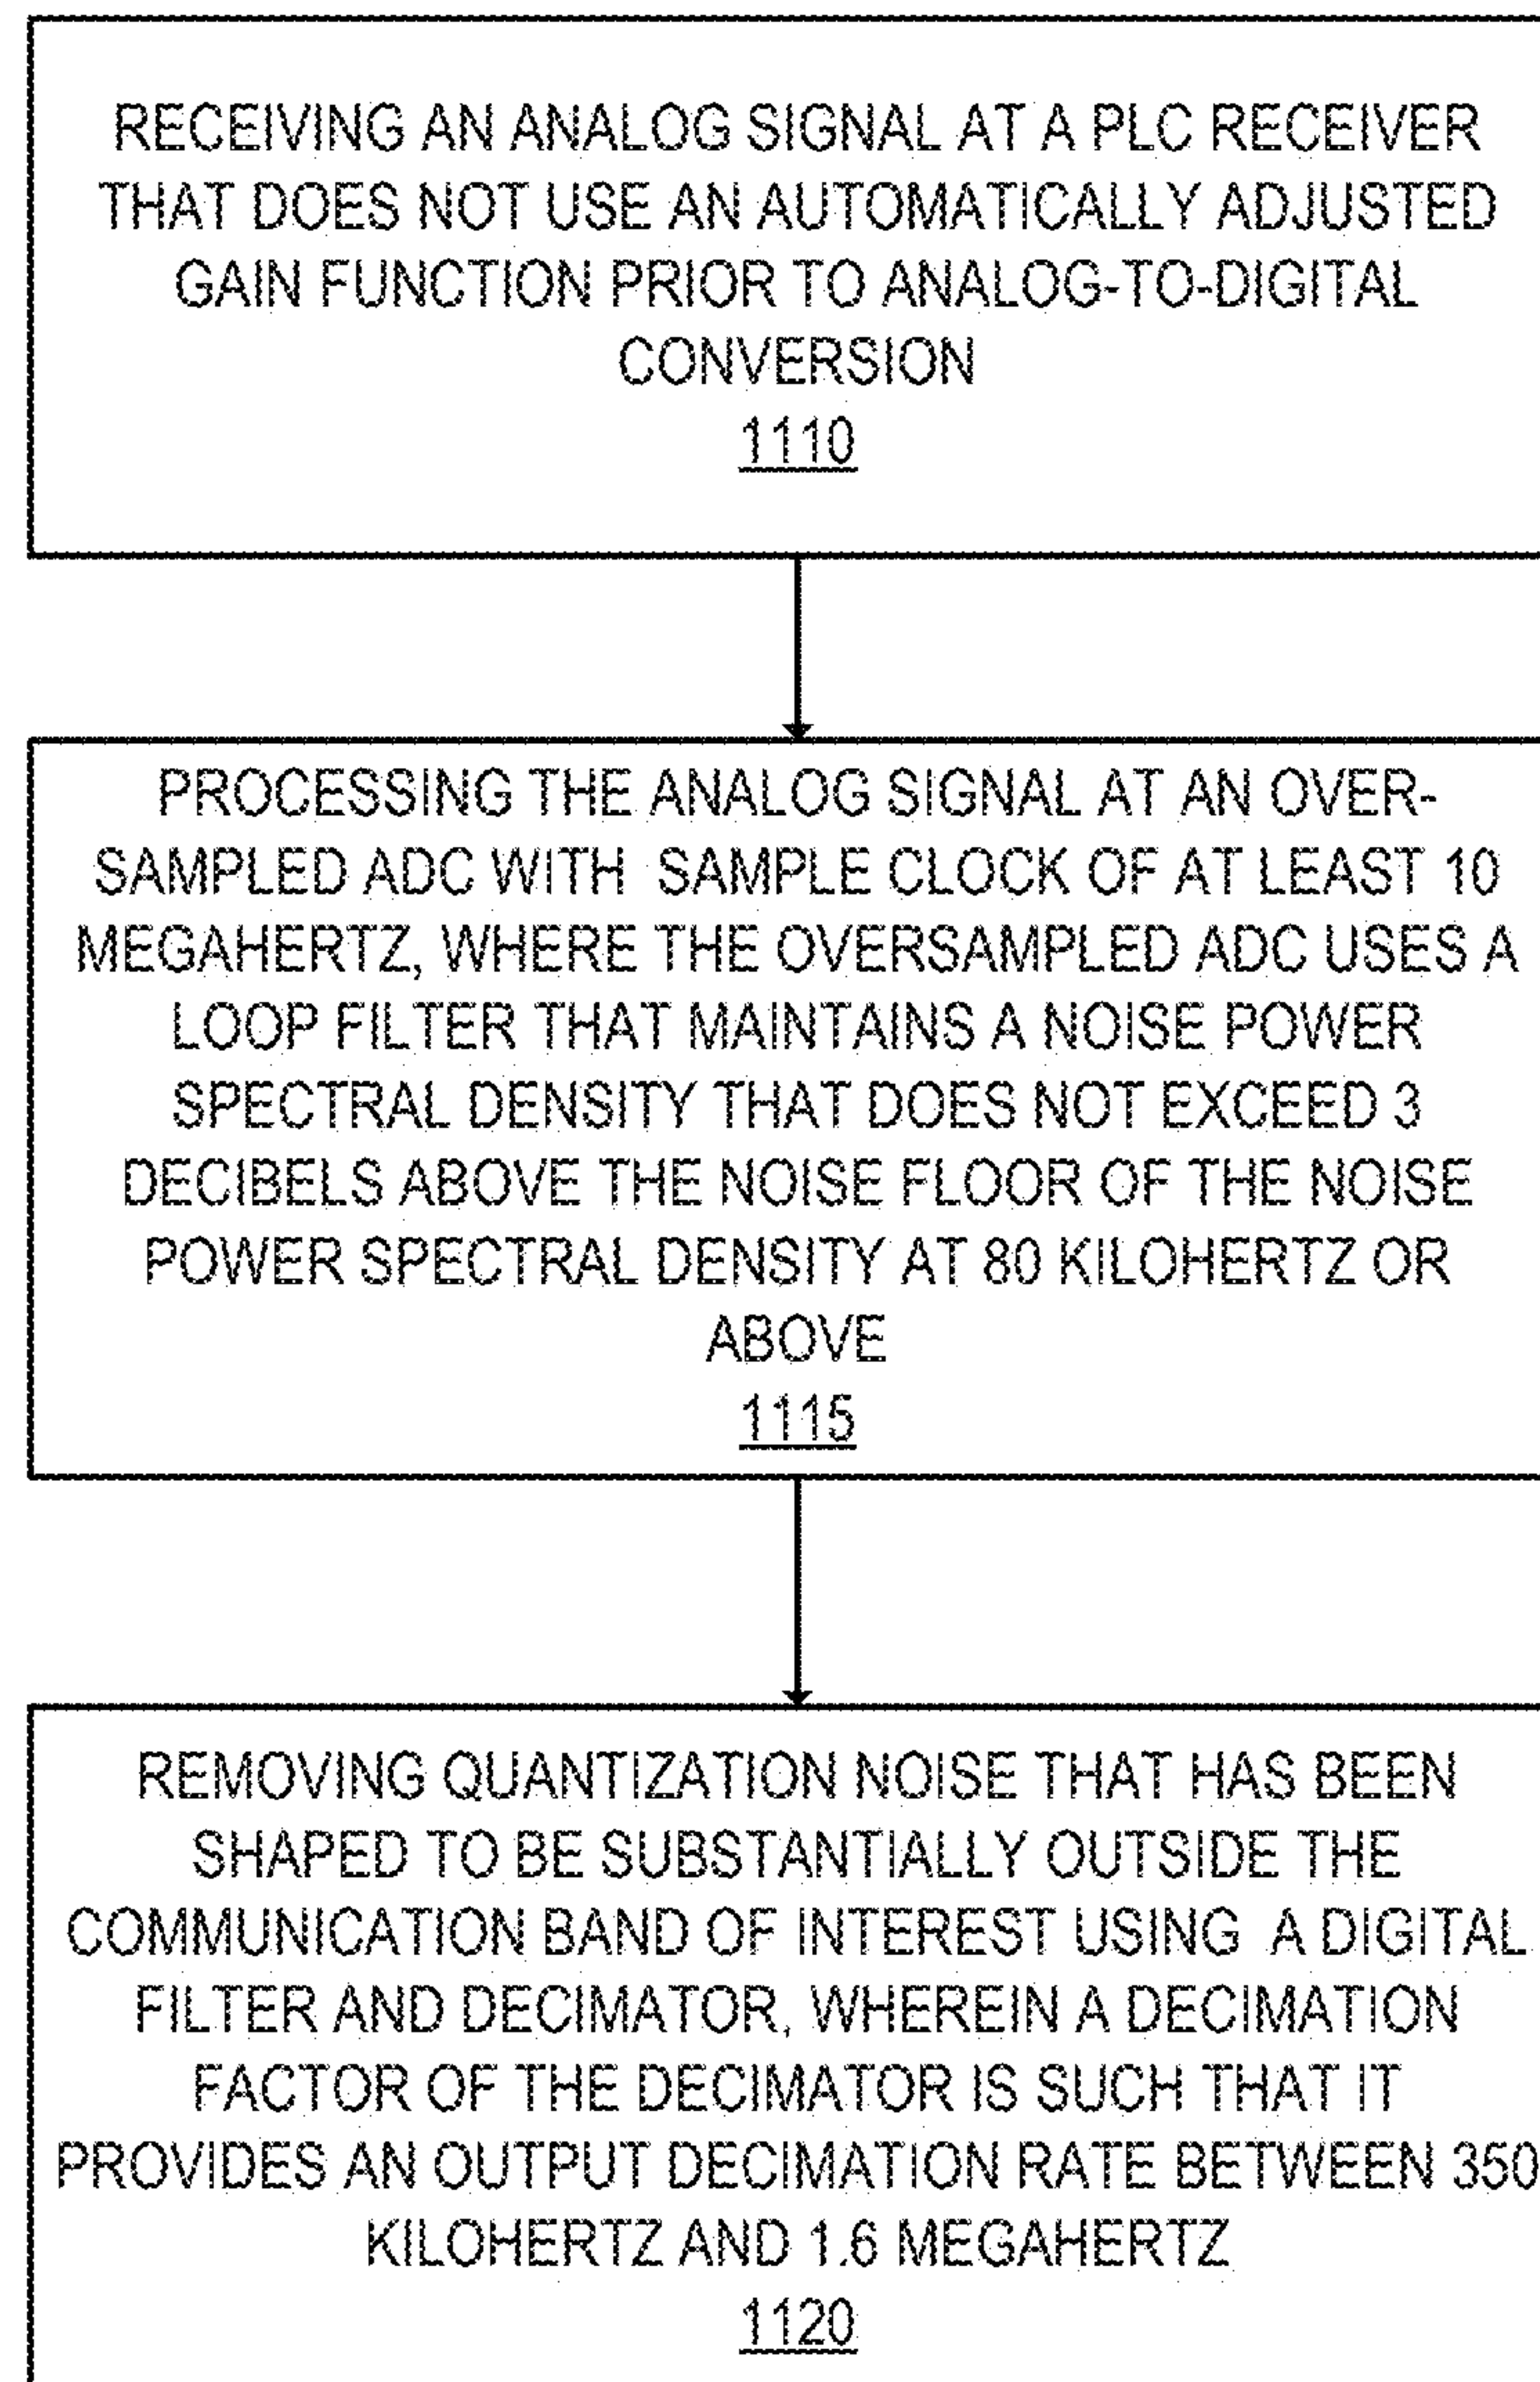 RECEIVING AN ANALOG SIGNAL AT A PLC RECEIVER
THAT DOES NOT USE AN AUTOMATICALLY ADJUSTED
GAIN FUNCTION PRIOR TO ANALOG-TO-DIGITAL
CONVERSION
1110
PROCESSING THE ANALOG SIGNAL AT AN OVER-
SAMPLED ADC WITH SAMPLE CLOCK OF AT LEAST 10
MEGAHERTZ, WHERE THE OVERSAMPLED ADC USES A
LOOP FILTER THAT MAINTAINS A NOISE POWER
SPECTRAL DENSITY THAT DOES NOT EXCEED 3
DECIBELS ABOVE THE NOISE FLOOR OF THE NOISE
POWER SPECTRAL DENSITY AT 80 KILOHERTZ OR
ABOVE
1115
REMOVING QUANTIZATION NOISE THAT HAS BEEN
SHAPED TO BE SUBSTANTIALLY OUTSIDE THE
COMMUNICATION BAND OF INTEREST USING A DIGITAL
FILTER AND DECIMATOR, WHEREIN A DECIMATION
FACTOR OF THE DECIMATOR IS SUCH THAT IT
PROVIDES AN OUTPUT DECIMATION RATE BETWEEN 350
KILOHERTZ AND 1.6 MEGAHERTZ
1120